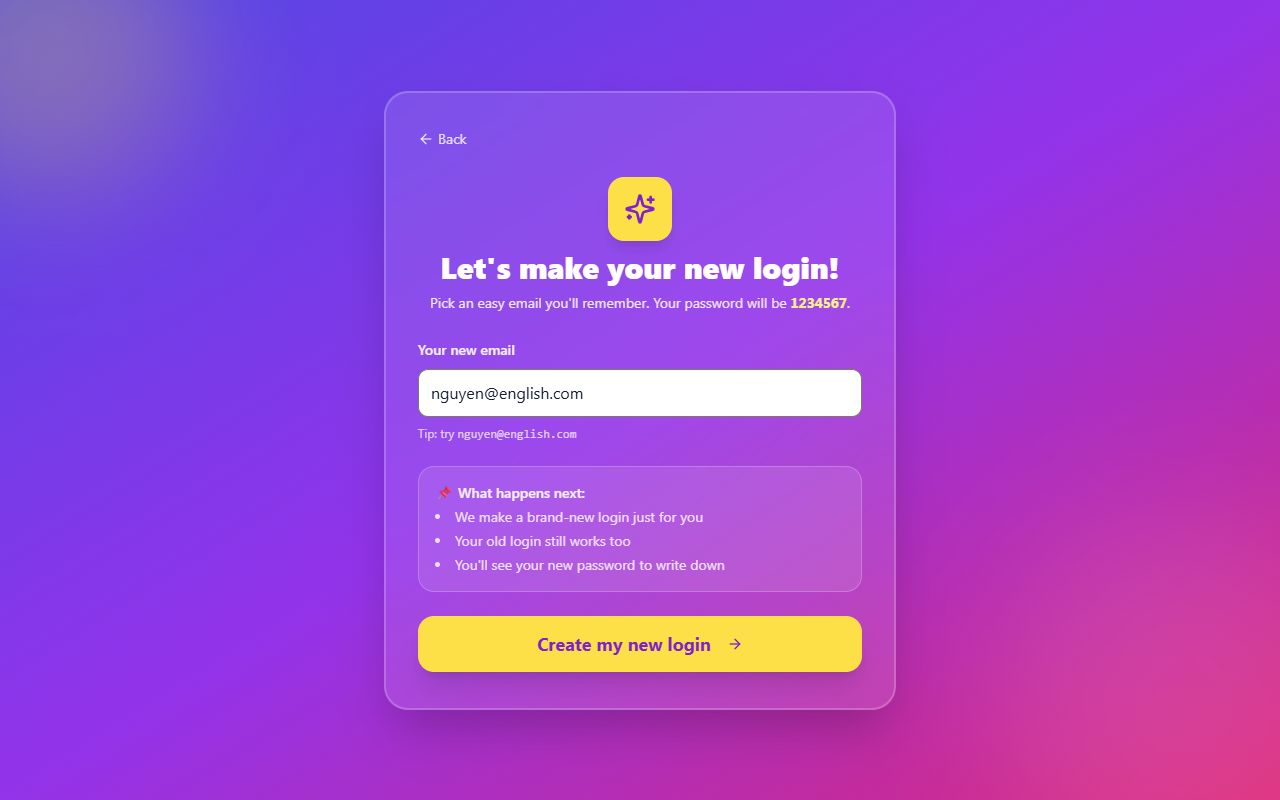 Back
Let's make your new login!
Pick an easy email you'll remember. Your password will be 1234567.
Your new email
nguyen@english.com
Tip: try nguyen@english.com
📌 What happens next:
• We make a brand-new login just for you
• Your old login still works too
• You'll see your new password to write down
Create my new login →